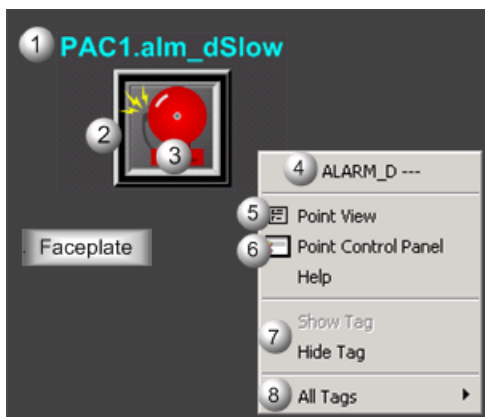 1 PAC1.alm_dSlow
2
3
4 ALARM_D ---
5 Point View
. Faceplate
6 Point Control Panel
Help
Show Tag
7
Hide Tag
8 All Tags